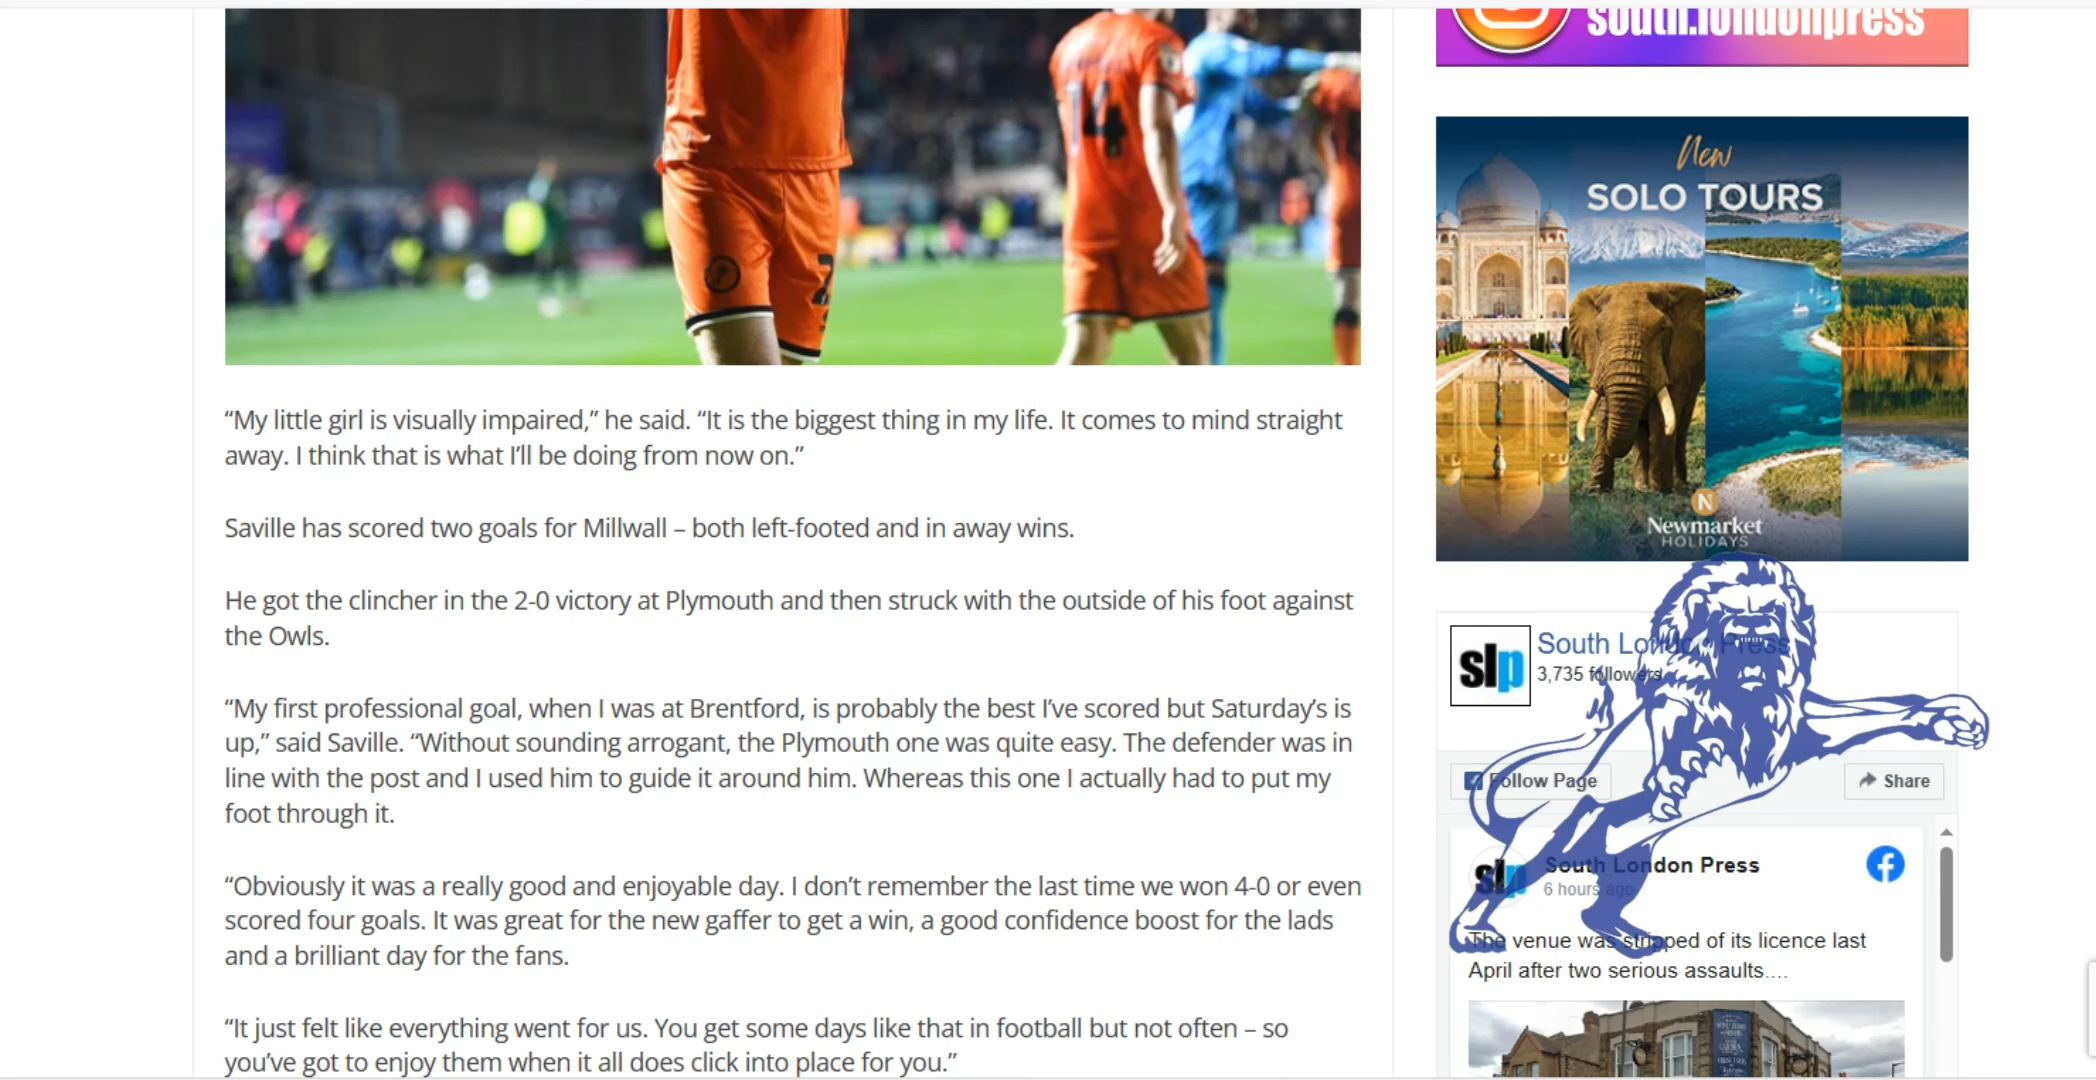 south.londonpress
14
2
New
SOLO TOURS
N
Newmarket
HOLIDAYS
“My little girl is visually impaired,” he said. “It is the biggest thing in my life. It comes to mind straight
away. I think that is what I’ll be doing from now on.”
Saville has scored two goals for Millwall – both left-footed and in away wins.
He got the clincher in the 2-0 victory at Plymouth and then struck with the outside of his foot against
the Owls.
“My first professional goal, when I was at Brentford, is probably the best I’ve scored but Saturday’s is
up,” said Saville. “Without sounding arrogant, the Plymouth one was quite easy. The defender was in
line with the post and I used him to guide it around him. Whereas this one I actually had to put my
foot through it.
“Obviously it was a really good and enjoyable day. I don’t remember the last time we won 4-0 or even
scored four goals. It was great for the new gaffer to get a win, a good confidence boost for the lads
and a brilliant day for the fans.
“It just felt like everything went for us. You get some days like that in football but not often – so
you’ve got to enjoy them when it all does click into place for you.”
slp
South London Press
3,735 followers
Follow Page
Share
slp
South London Press
6 hours ago
The venue was stripped of its licence last
April after two serious assaults....